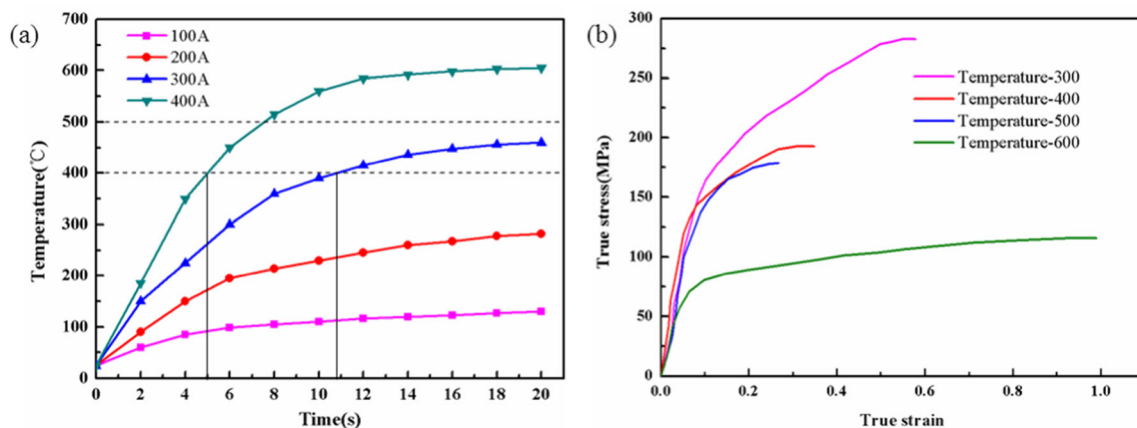 (a)
700
600
500
400
300
200
100
0
Temperature(℃)
100A
200A
300A
400A
0 2 4 6 8 10 12 14 16 18 20
Time(s)
(b)
300
250
200
150
100
50
0
True stress(MPa)
Temperature-300
Temperature-400
Temperature-500
Temperature-600
0.0 0.2 0.4 0.6 0.8 1.0
True strain